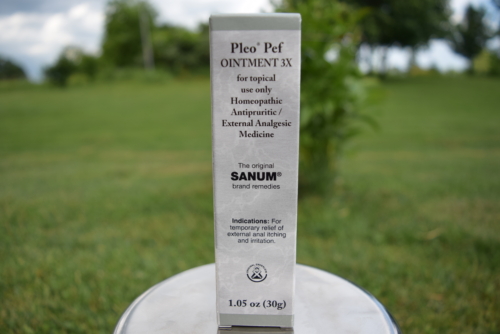 Pleo® Pef
OINTMENT 3X
for topical
use only
Homeopathic
Antipruritic /
External Analgesic
Medicine
The original
SANUM®
brand remedies
Indications: For
temporary relief of
external anal itching
and irritation.
1.05 oz (30g)